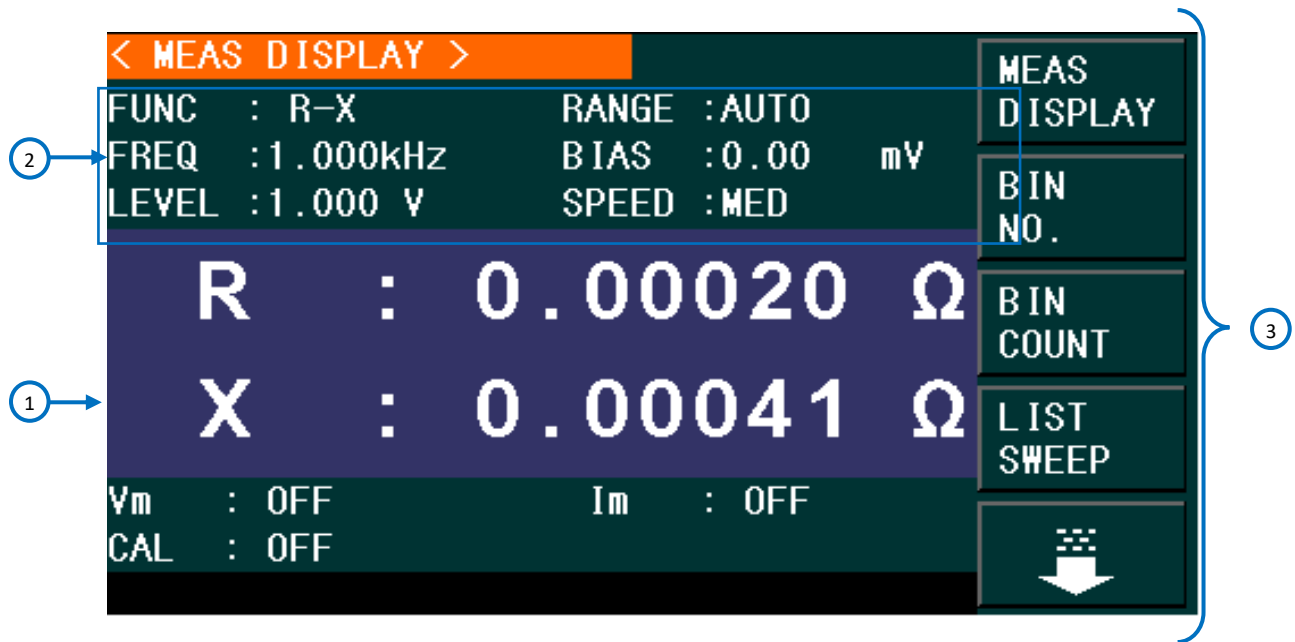 < MEAS DISPLAY >
FUNC : R-X RANGE :AUTO
FREQ :1.000kHz BIAS :0.00 mV
LEVEL :1.000 V SPEED :MED
R : 0.00020 Ω
X : 0.00041 Ω
Vm : OFF Im : OFF
CAL : OFF
MEAS
DISPLAY
BIN
NO.
BIN
COUNT
LIST
SWEEP
2
1
3